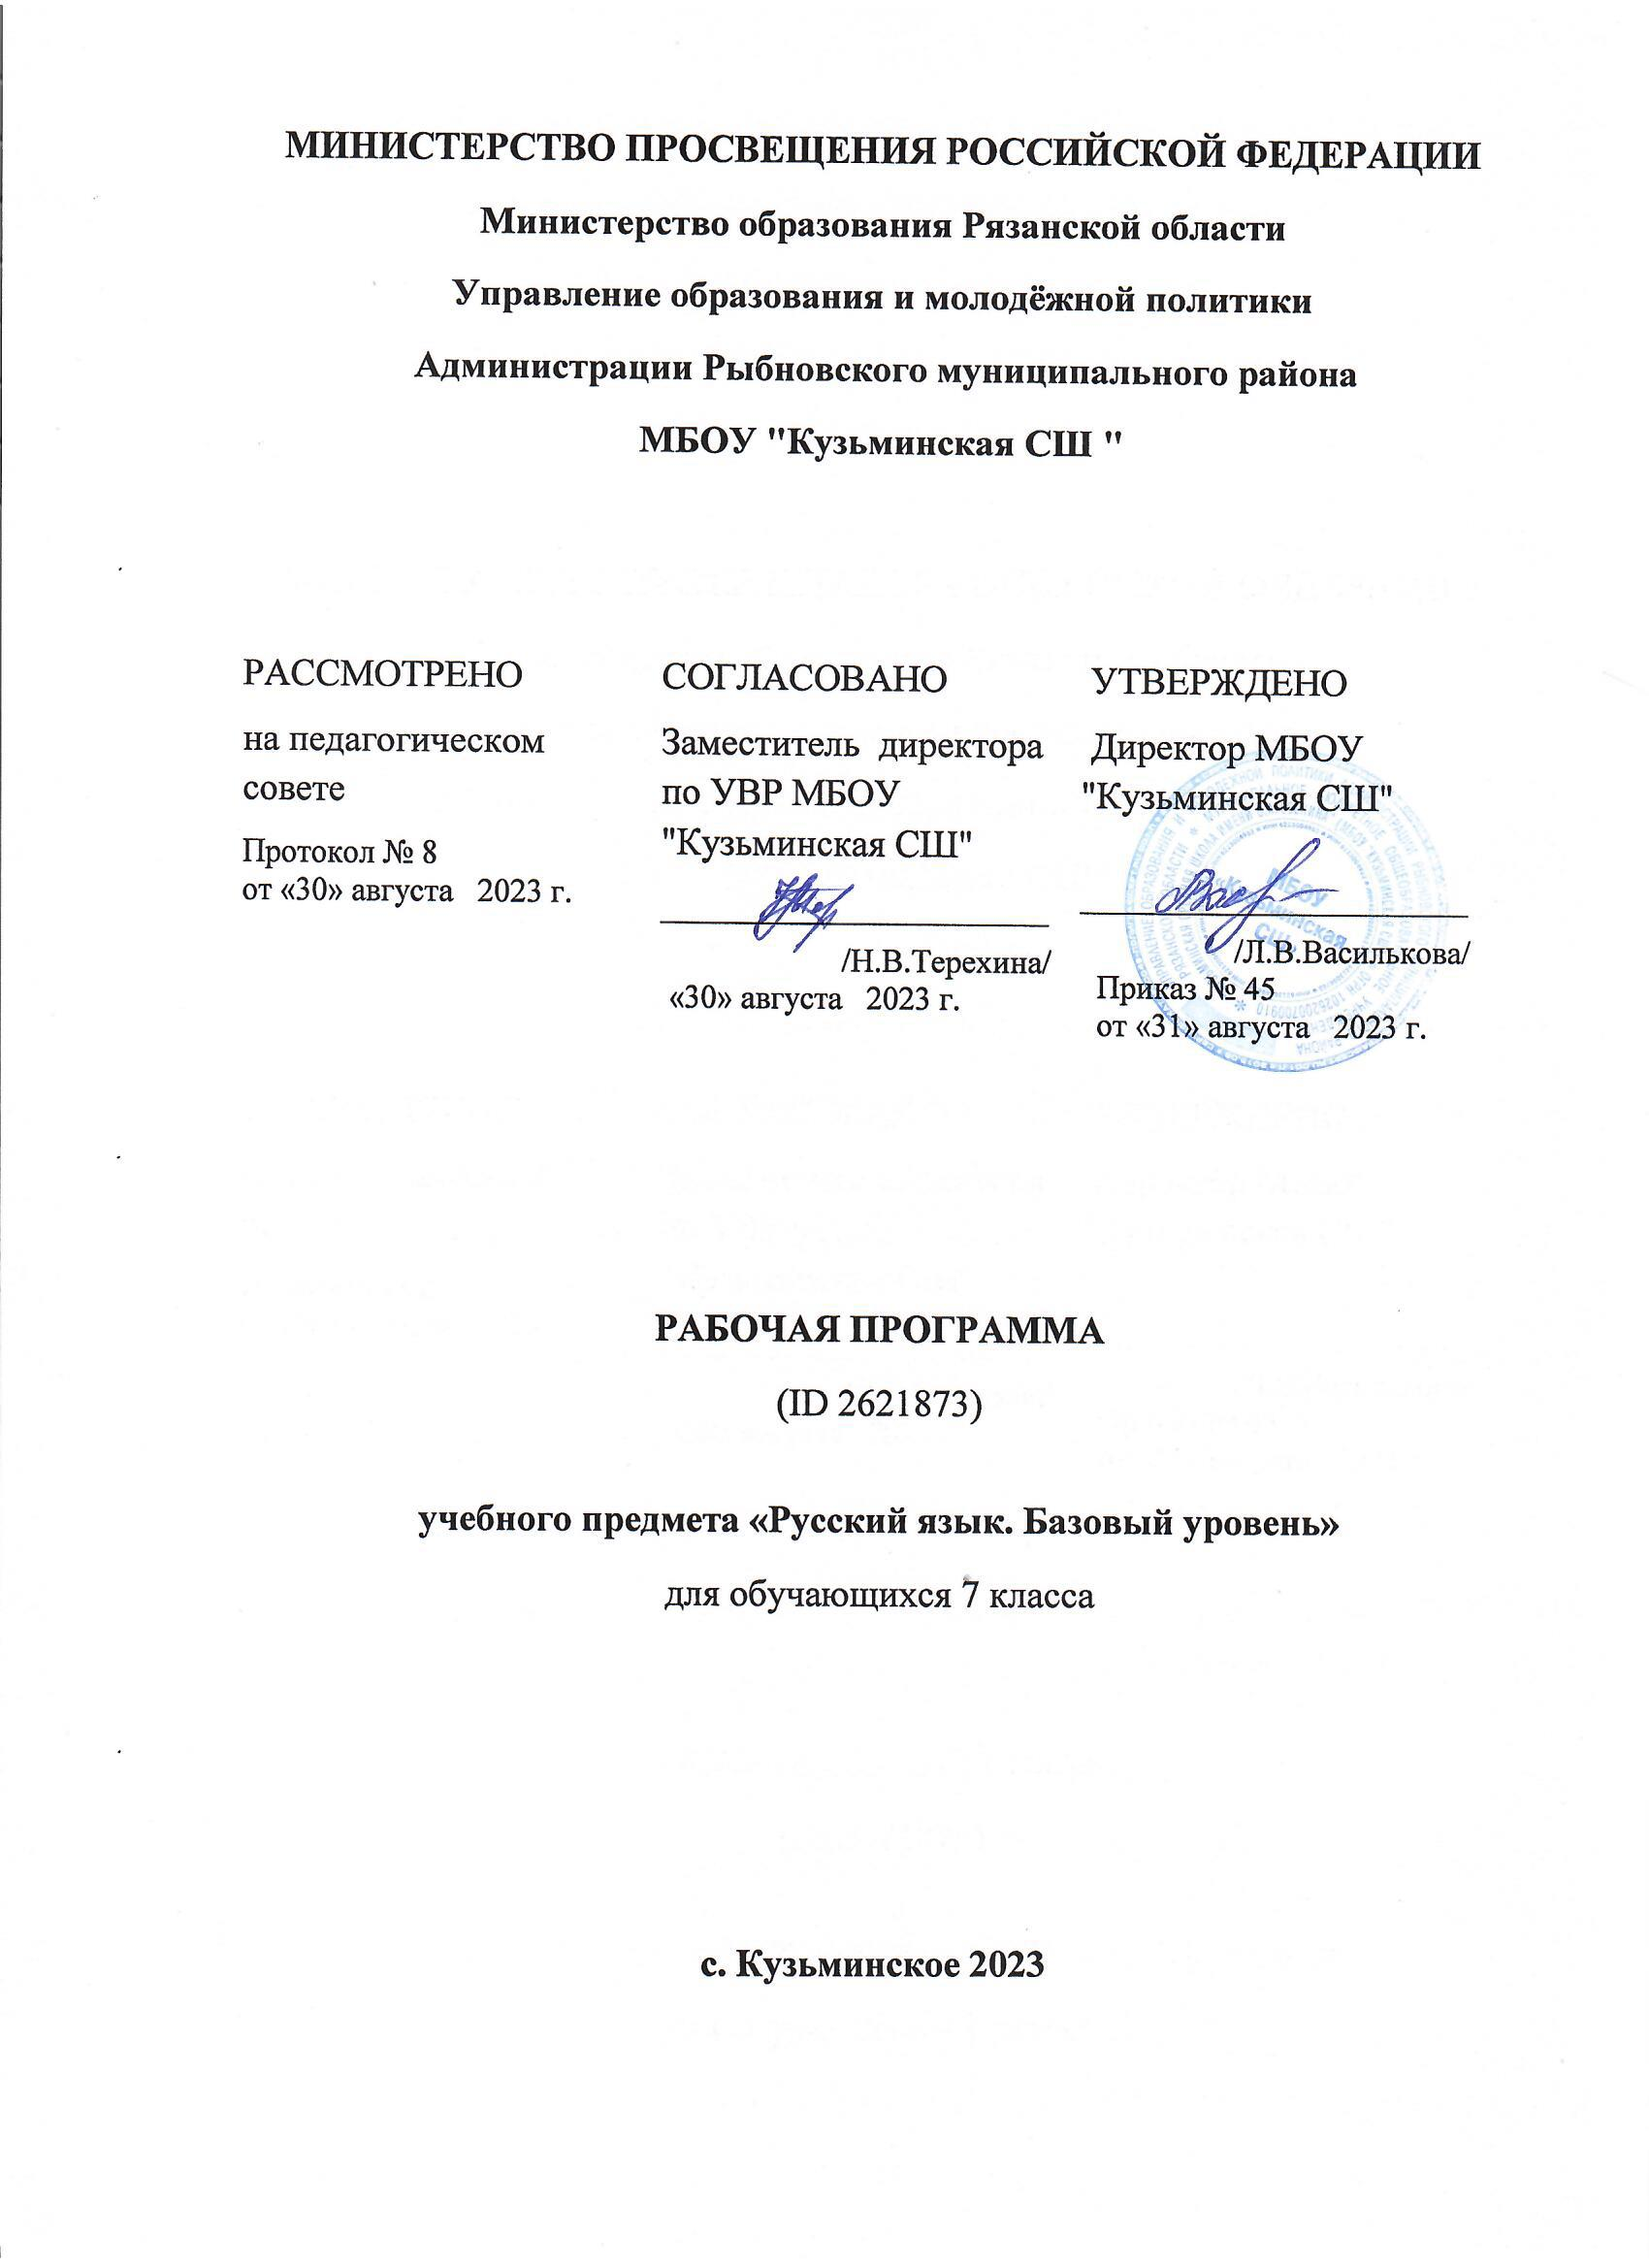 МИНИСТЕРСТВО ПРОСВЕЩЕНИЯ РОССИЙСКОЙ ФЕДЕРАЦИИ
Министерство образования Рязанской области
Управление образования и молодёжной политики
Администрации Рыбновского муниципального района
МБОУ "Кузьминская СШ "
РАССМОТРЕНО
на педагогическом
совете
Протокол № 8
от «30» августа 2023 г.
СОГЛАСОВАНО
Заместитель директора
по УВР МБОУ
"Кузьминская СШ"
/Н.В.Терехина/
«30» августа 2023 г.
УТВЕРЖДЕНО
Директор МБОУ
"Кузьминская СШ"
МБОУ
«Кузьминская
СШ»
/Л.В.Василькова/
Приказ № 45
от «31» августа 2023 г.
РАБОЧАЯ ПРОГРАММА
(ID 2621873)
учебного предмета «Русский язык. Базовый уровень»
для обучающихся 7 класса
с. Кузьминское 2023